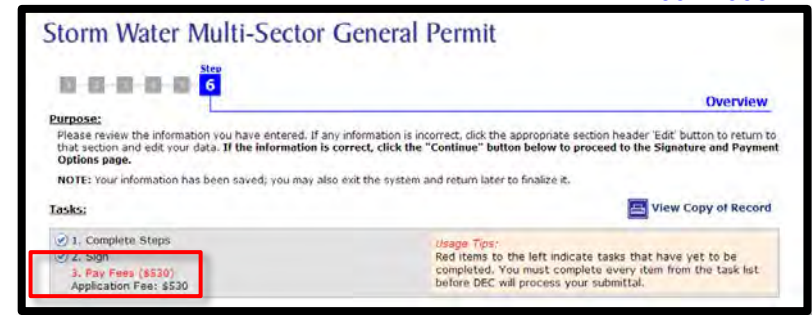 Storm Water Multi-Sector General Permit
Step
1 2 3 4 5 6
Overview
Purpose:
Please review the information you have entered. If any information is incorrect, click the appropriate section header 'Edit' button to return to
that section and edit your data. If the information is correct, click the "Continue" button below to proceed to the Signature and Payment
Options page.
NOTE: Your information has been saved; you may also exit the system and return later to finalize it.
Tasks:
View Copy of Record
1. Complete Steps
2. Sign
3. Pay Fees ($530)
Application Fee: $530
Usage Tips:
Red items to the left indicate tasks that have yet to be
completed. You must complete every item from the task list
before DEC will process your submittal.